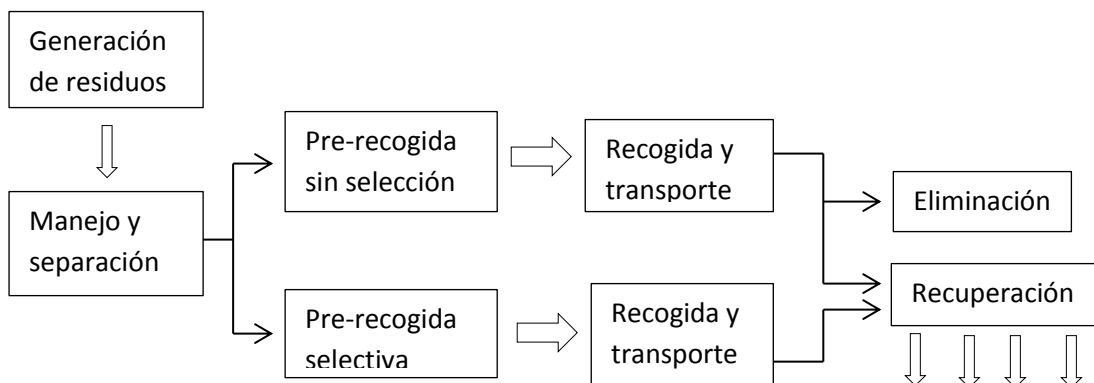 Generación
de residuos
Manejo y
separación
Pre-recogida
sin selección
Recogida y
transporte
Pre-recogida
selectiva
Recogida y
transporte
Eliminación
Recuperación